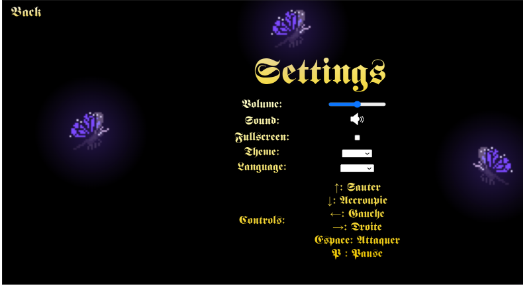 Back
Settings
Volume:
Sound:
Fullscreen:
Theme:
Language:
Controls:
↑: Sauter
↓: Accroupie
←: Gauche
→: Droite
Espace: Attaquer
P : Pause